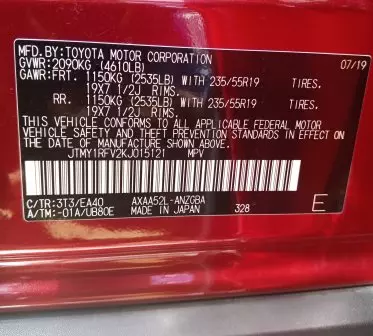 MFD. BY:TOYOTA MOTOR CORPORATION 07/19
GVWR:2090KG (4610LB)
GAWR:FRT. 1150KG (2535LB) WITH 235/55R19 TIRES.
19X7 1/2J RIMS.
RR. 1150KG (2535LB) WITH 235/55R19 TIRES.
19X7 1/2J RIMS.
THIS VEHICLE CONFORMS TO ALL APPLICABLE FEDERAL MOTOR
VEHICLE SAFETY AND THEFT PREVENTION STANDARDS IN EFFECT ON
THE DATE OF MANUFACTURE SHOWN ABOVE.
JTMY1RFV2KJ015121 MPV
C/TR:3T3/EA40 AXAA52L-ANZGBA
A/TM:-01A/UB80E MADE IN JAPAN 328 E